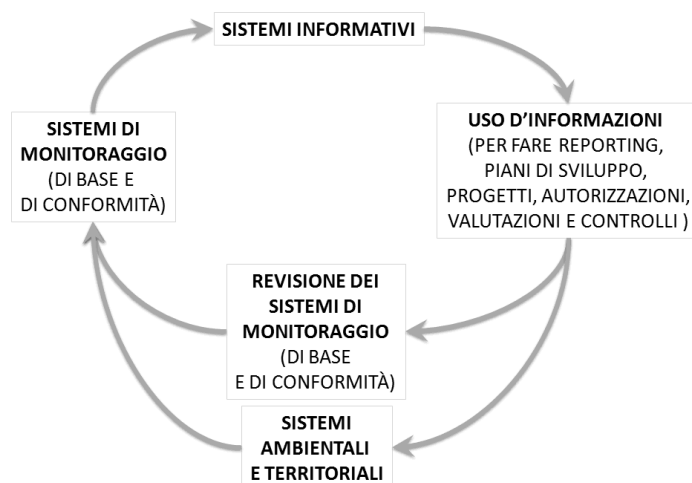 SISTEMI INFORMATIVI
USO D'INFORMAZIONI
(PER FARE REPORTING,
PIANI DI SVILUPPO,
PROGETTI, AUTORIZZAZIONI,
VALUTAZIONI E CONTROLLI )
SISTEMI DI
MONITORAGGIO
(DI BASE E
DI CONFORMITÀ)
REVISIONE DEI
SISTEMI DI
MONITORAGGIO
(DI BASE
E DI CONFORMITÀ)
SISTEMI
AMBIENTALI
E TERRITORIALI